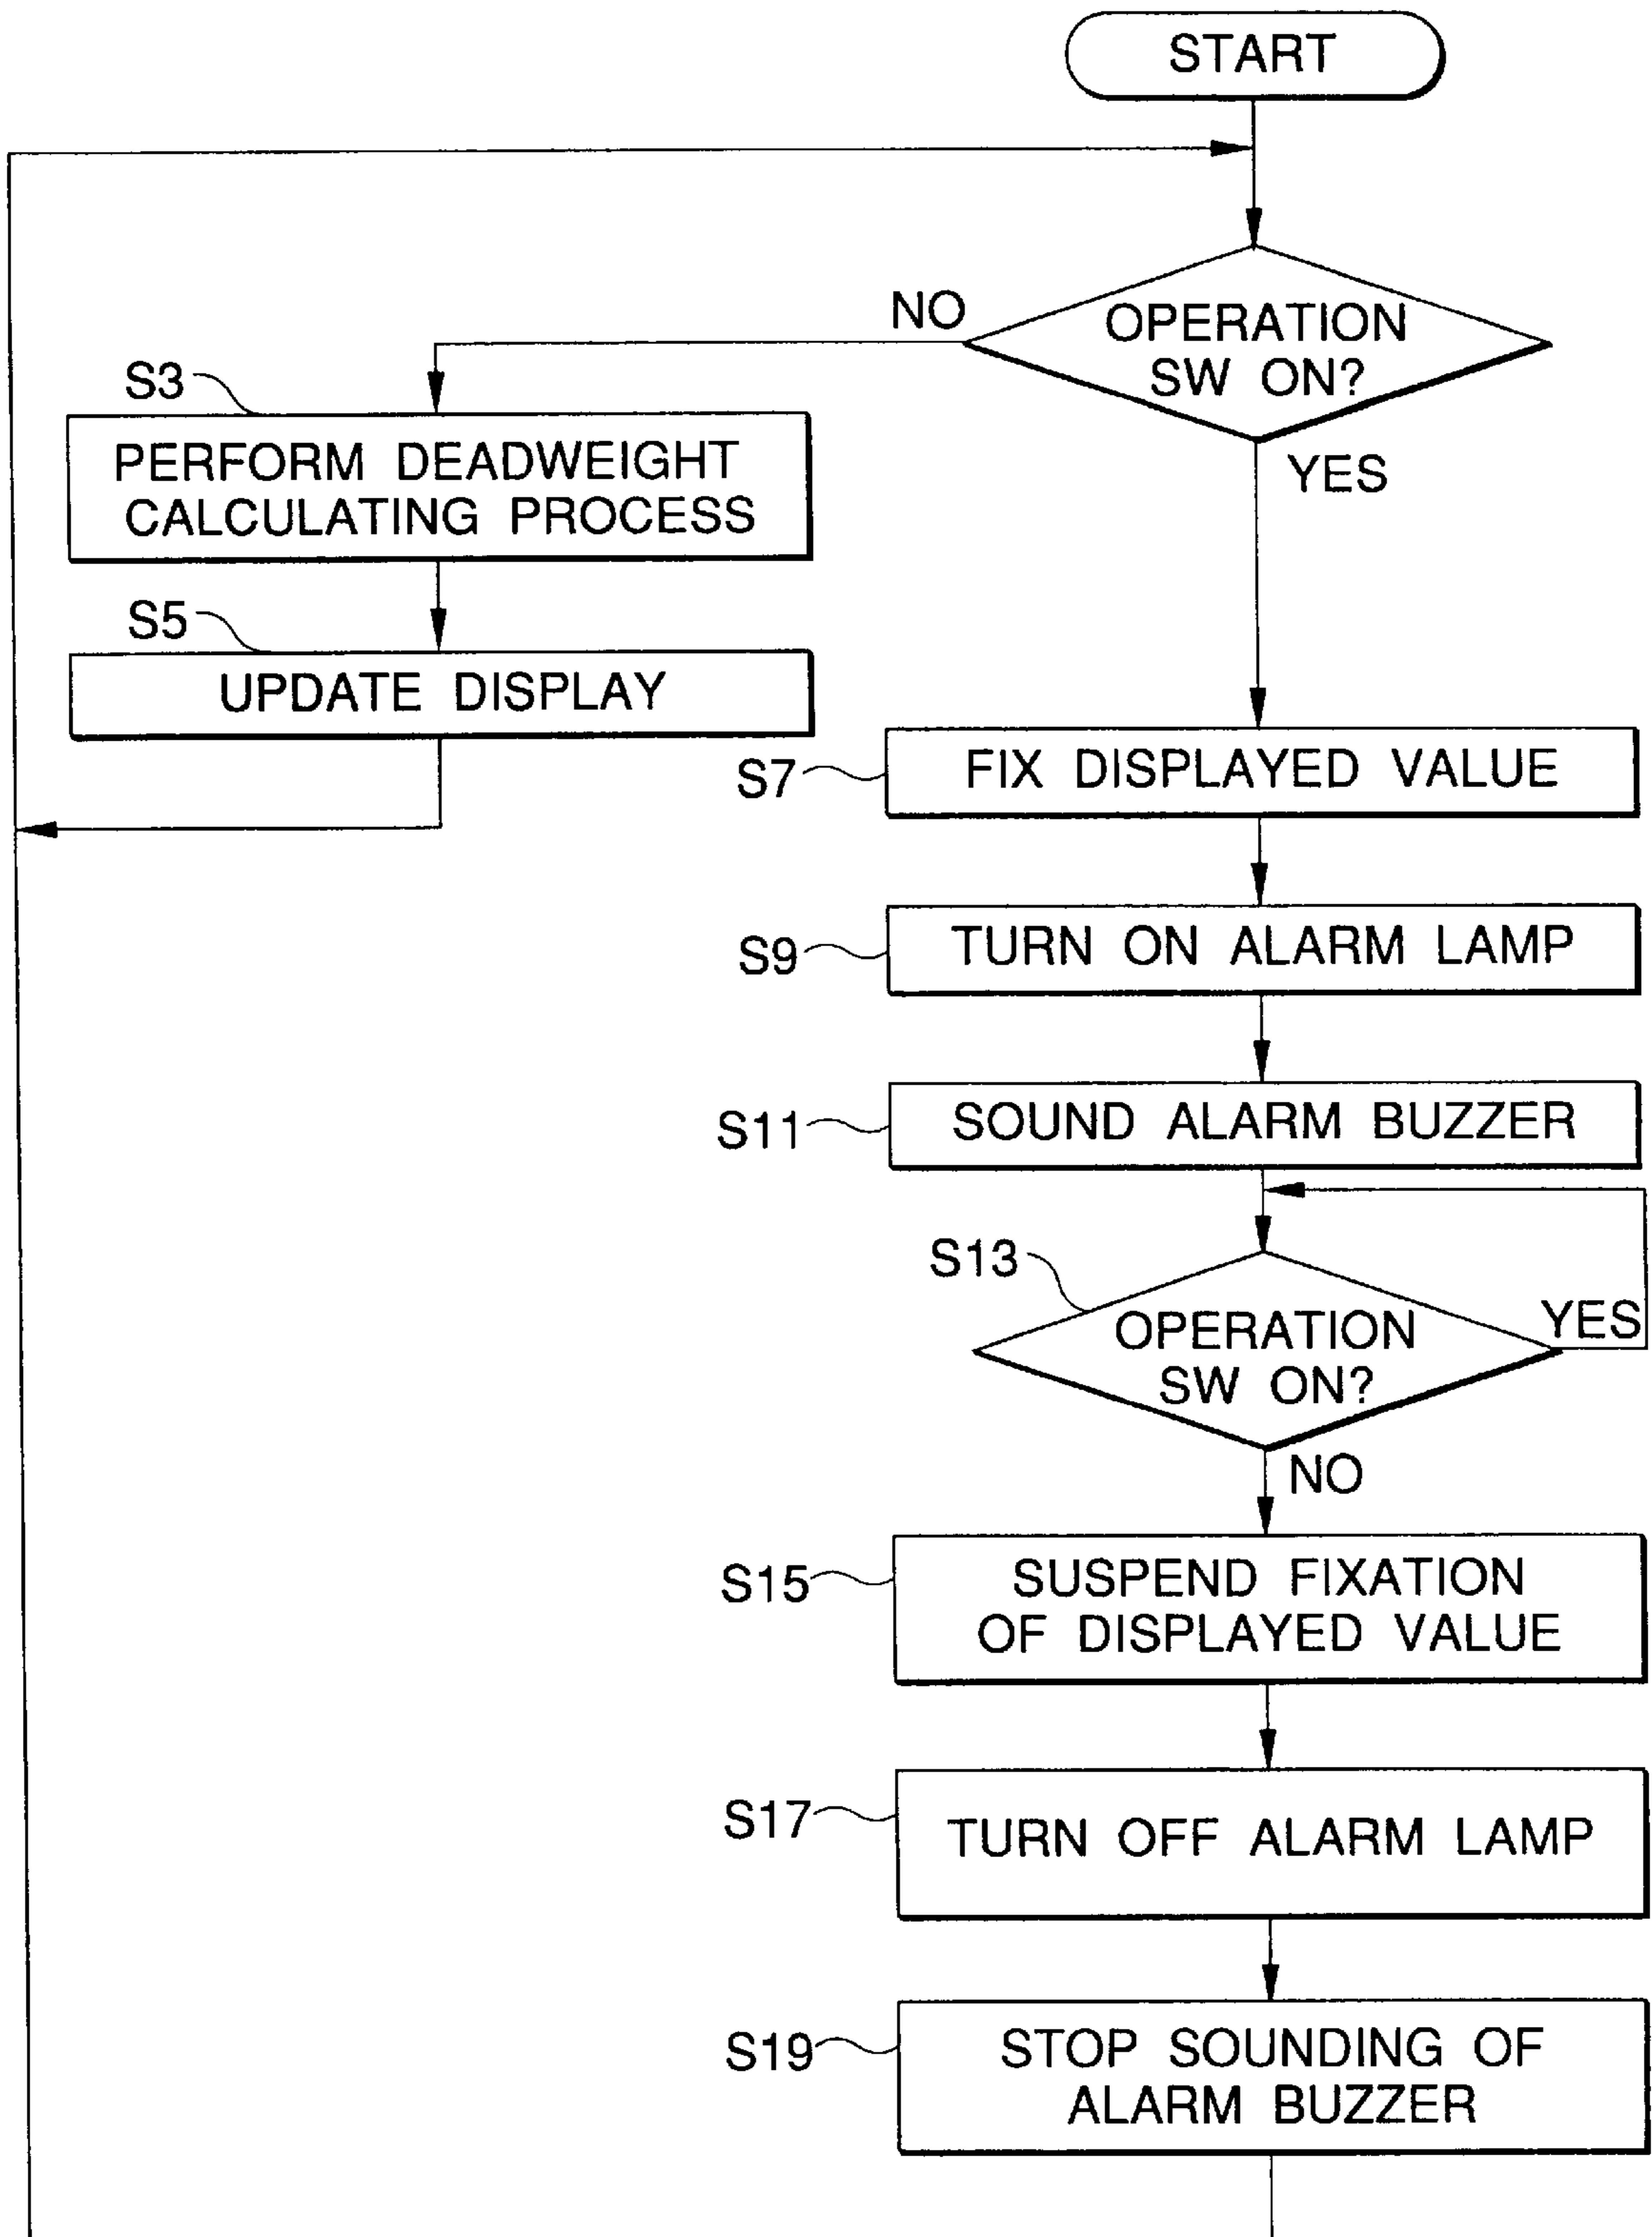 START
OPERATION
SW ON?
NO
YES
S3
PERFORM DEADWEIGHT
CALCULATING PROCESS
S5
UPDATE DISPLAY
S7
FIX DISPLAYED VALUE
S9
TURN ON ALARM LAMP
S11
SOUND ALARM BUZZER
S13
OPERATION
SW ON?
YES
NO
S15
SUSPEND FIXATION
OF DISPLAYED VALUE
S17
TURN OFF ALARM LAMP
S19
STOP SOUNDING OF
ALARM BUZZER